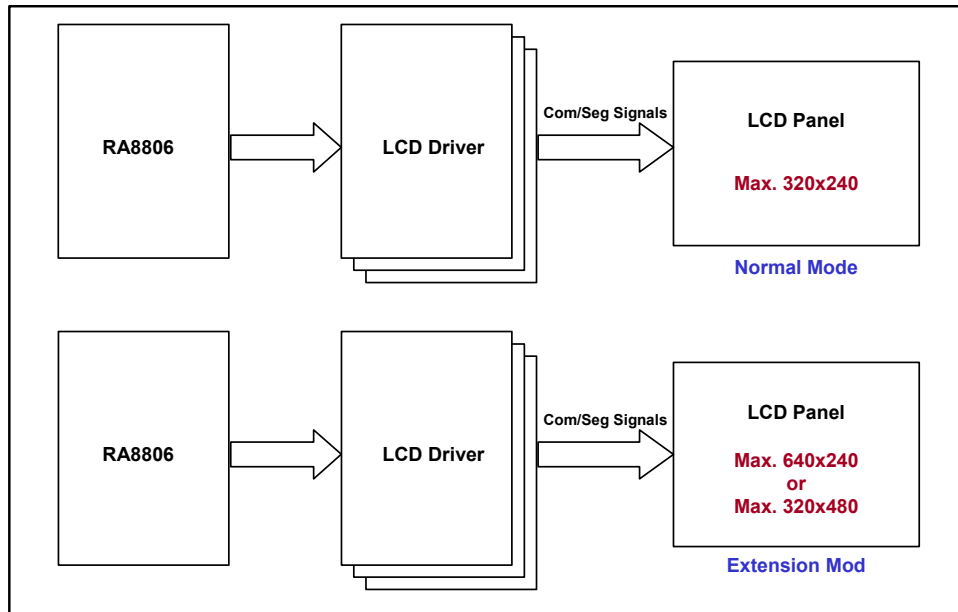 RA8806
LCD Driver
Com/Seg Signals
LCD Panel
Max. 320x240
Normal Mode
RA8806
LCD Driver
Com/Seg Signals
LCD Panel
Max. 640x240
or
Max. 320x480
Extension Mod